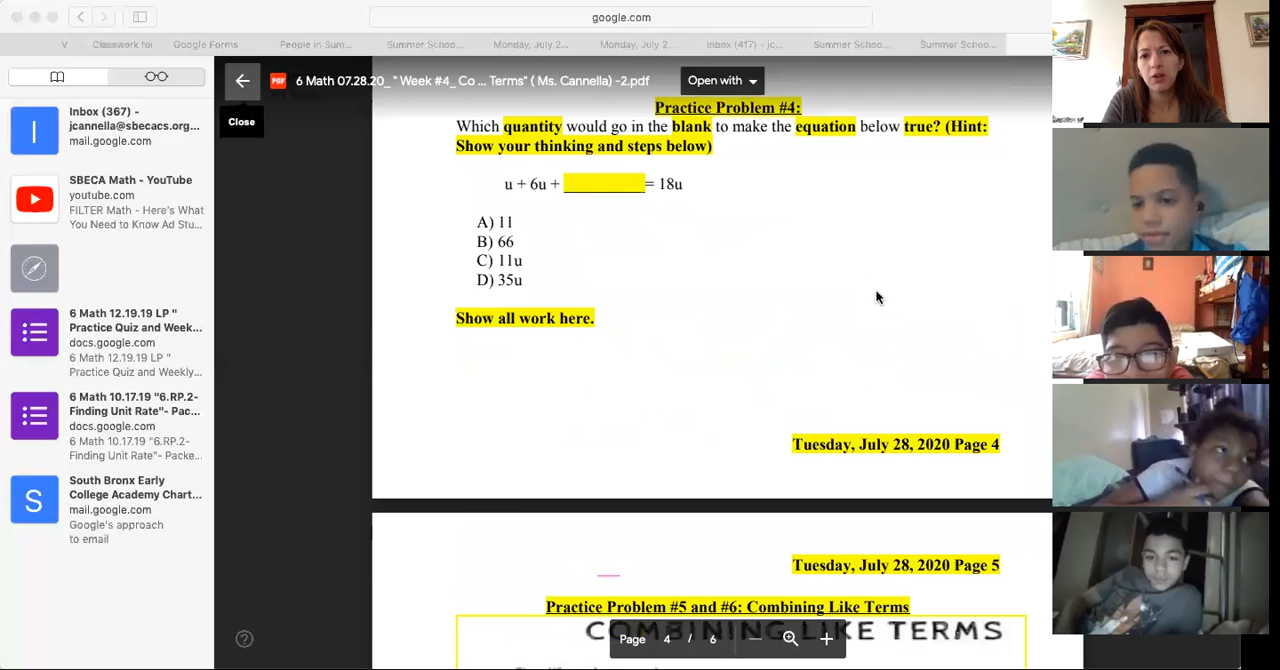 google.com
V
Classwork for
Google Forms
People in Sum...
Summer Schoo...
Monday, July 2...
Monday, July 2...
Inbox (417) - jc...
Summer Schoo...
Summer Schoo...
6 Math 07.28.20_ " Week #4_ Co ... Terms" ( Ms. Cannella) -2.pdf
PDF
Open with
Close
I
Inbox (367) -
jcannella@sbecacs.org...
mail.google.com
SBECA Math - YouTube
youtube.com
FILTER Math - Here's What
You Need to Know Ad Stu...
6 Math 12.19.19 LP "
Practice Quiz and Week...
docs.google.com
6 Math 12.19.19 LP "
Practice Quiz and Weekly...
6 Math 10.17.19 "6.RP.2-
Finding Unit Rate"- Pac...
docs.google.com
6 Math 10.17.19 "6.RP.2-
Finding Unit Rate"- Packe...
S
South Bronx Early
College Academy Chart...
mail.google.com
Google's approach
to email
Practice Problem #4:
Which quantity would go in the blank to make the equation below true? (Hint:
Show your thinking and steps below)
u + 6u + __________= 18u
A) 11
B) 66
C) 11u
D) 35u
Show all work here.
Tuesday, July 28, 2020 Page 4
Tuesday, July 28, 2020 Page 5
Practice Problem #5 and #6: Combining Like Terms
COMBINING LIKE TERMS
Page 4 / 6